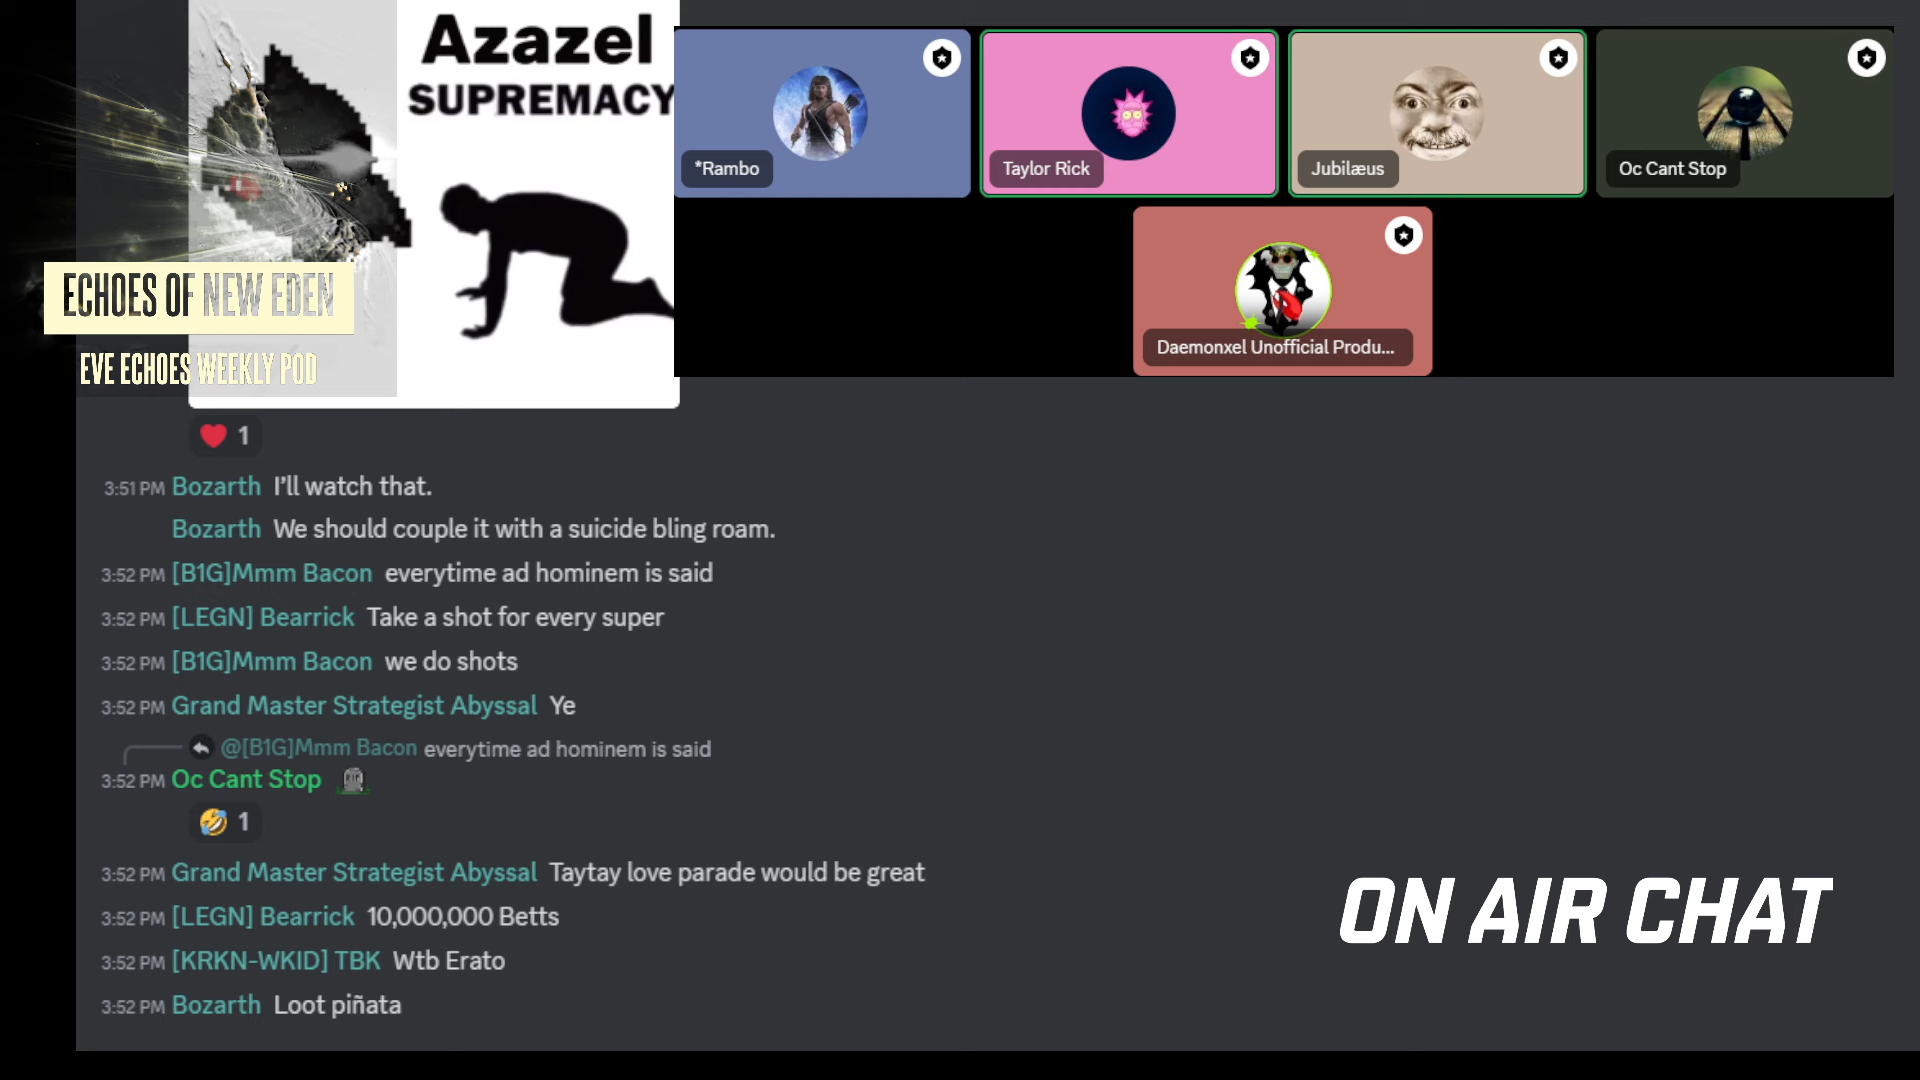 Azazel
SUPREMACY
*Rambo
Taylor Rick
Jubilæus
Oc Cant Stop
Daemonxel Unofficial Produ...
ECHOES OF NEW EDEN
EVE ECHOES WEEKLY POD
1
3:51 PM Bozarth I'll watch that.
Bozarth We should couple it with a suicide bling roam.
3:52 PM [B1G]Mmm Bacon everytime ad hominem is said
3:52 PM [LEGN] Bearrick Take a shot for every super
3:52 PM [B1G]Mmm Bacon we do shots
3:52 PM Grand Master Strategist Abyssal Ye
@[B1G]Mmm Bacon everytime ad hominem is said
3:52 PM Oc Cant Stop
1
3:52 PM Grand Master Strategist Abyssal Taytay love parade would be great
3:52 PM [LEGN] Bearrick 10,000,000 Betts
3:52 PM [KRKN-WKID] TBK Wtb Erato
3:52 PM Bozarth Loot piñata
ON AIR CHAT